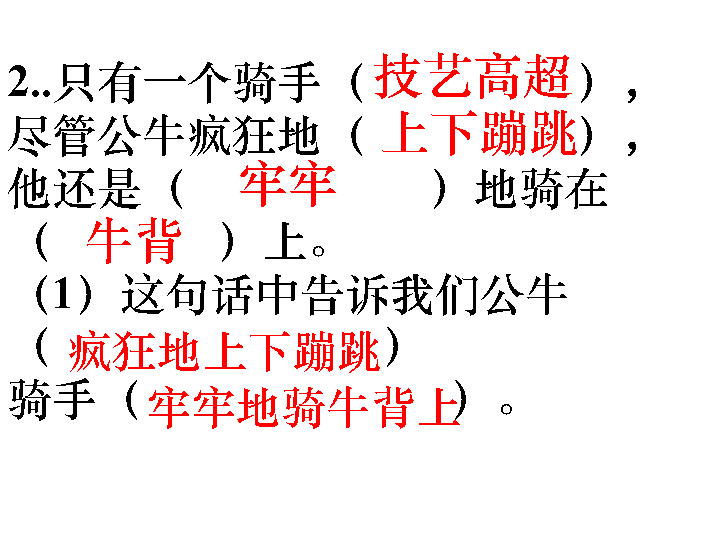 2..只有一个骑手（技艺高超），
尽管公牛疯狂地（上下蹦跳），
他还是（ 牢牢 ）地骑在
（ 牛背 ）上。
（1）这句话中告诉我们公牛
（ 疯狂地上下蹦跳）
骑手（牢牢地骑牛背上）。